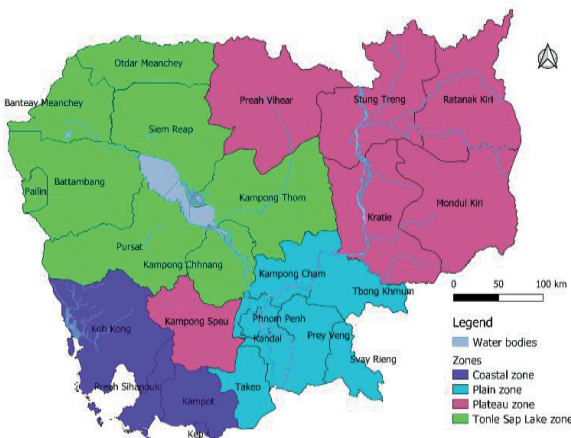 Otdar Meanchey
Banteay Meanchey
Preah Vihear
Stung Treng
Ratanak Kiri
Siem Reap
Battambang
Pailin
Kampong Thom
Kratie
Mondul Kiri
Pursat
Kampong Chhnang
Kampong Cham
Tbong Khmum
Koh Kong
Kampong Speu
Phnom Penh
Kandal
Prey Veng
Svay Rieng
Preah Sihanouk
Kampot
Takeo
Kep
0 50 100 km
Legend
Water bodies
Zones
Coastal zone
Plain zone
Plateau zone
Tonle Sap Lake zone